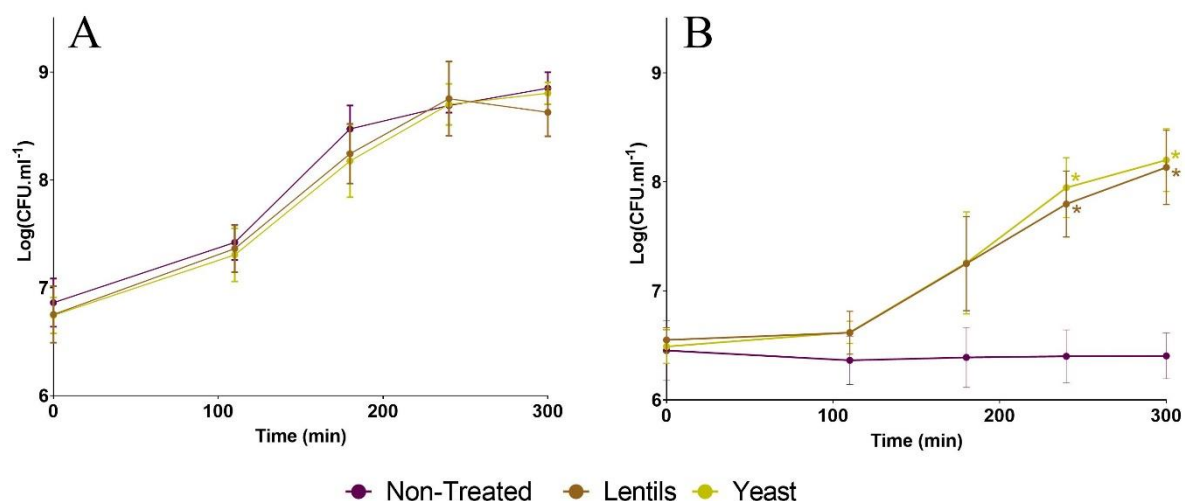 A
Log(CFU.ml-1)
9
8
7
6
0
100
200
300
Time (min)
B
Log(CFU.ml-1)
9
8
7
6
0
100
200
300
Time (min)
*
*
*
*
Non-Treated Lentils Yeast